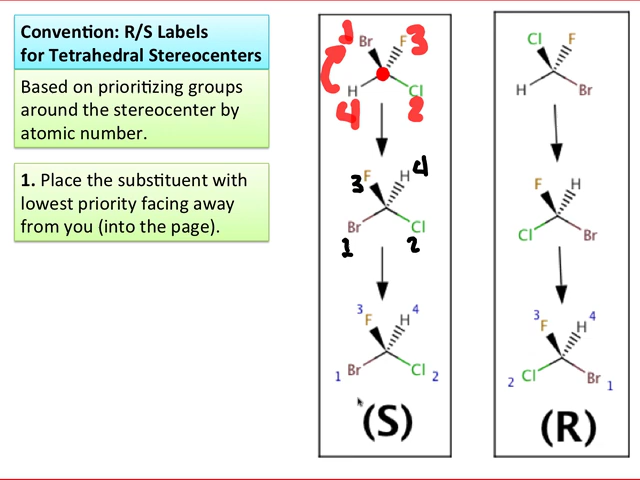 Convention: R/S Labels
for Tetrahedral Stereocenters
Based on prioritizing groups
around the stereocenter by
atomic number.
1. Place the substituent with
lowest priority facing away
from you (into the page).
1 Br F 3
H Cl
4 2
3 F H 4
Br Cl
1 2
3 F H 4
1 Br Cl 2
(S)
Cl F
H Br
F H
Cl Br
3 F H 4
2 Cl Br 1
(R)